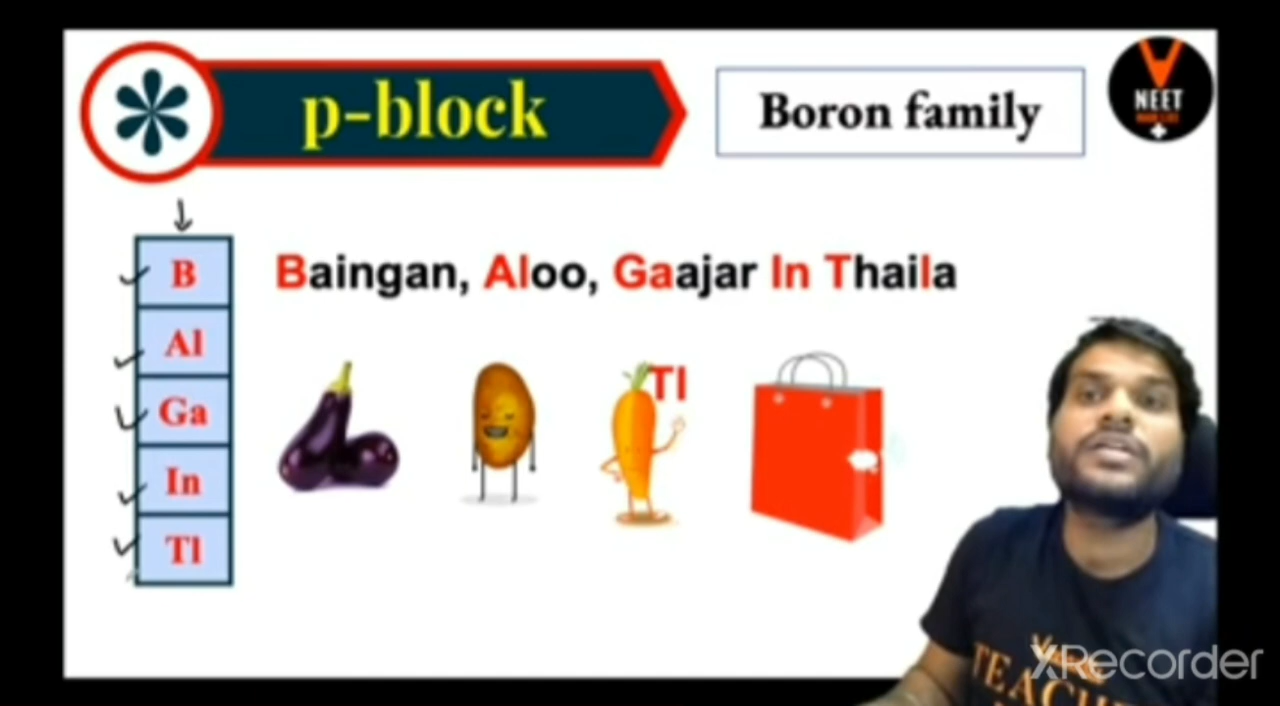 p-block
Boron family
NEET
B
Baingan, Aloo, Gaajar In Thaila
Al
Tl
Ga
In
Tl
XRecorder